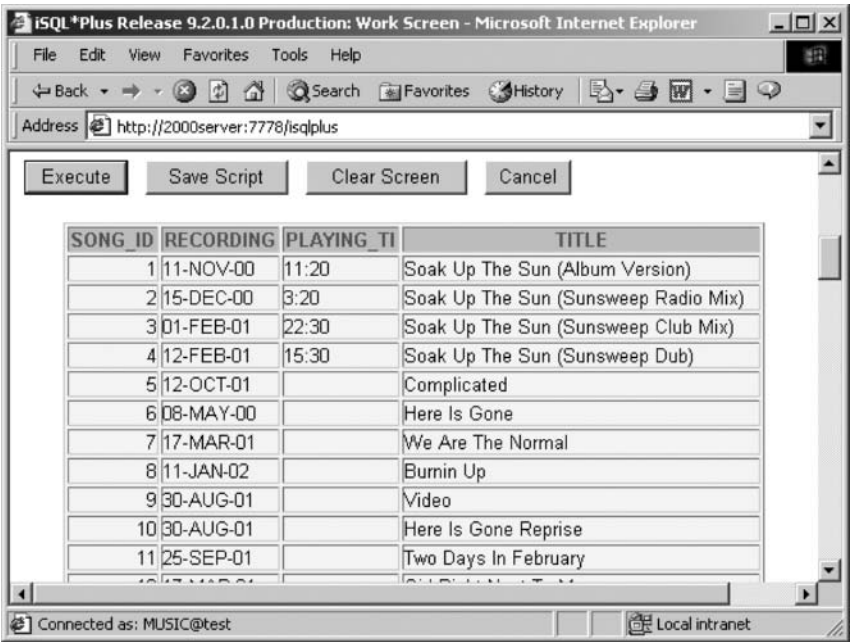 iSQL*Plus Release 9.2.0.1.0 Production: Work Screen - Microsoft Internet Explorer
File Edit View Favorites Tools Help
Back Search Favorites History
Address http://2000server:7778/isqlplus
Execute Save Script Clear Screen Cancel
SONG_ID RECORDING PLAYING_TI TITLE
1 11-NOV-00 11:20 Soak Up The Sun (Album Version)
2 15-DEC-00 3:20 Soak Up The Sun (Sunsweep Radio Mix)
3 01-FEB-01 22:30 Soak Up The Sun (Sunsweep Club Mix)
4 12-FEB-01 15:30 Soak Up The Sun (Sunsweep Dub)
5 12-OCT-01 Complicated
6 08-MAY-00 Here Is Gone
7 17-MAR-01 We Are The Normal
8 11-JAN-02 Burnin Up
9 30-AUG-01 Video
10 30-AUG-01 Here Is Gone Reprise
11 25-SEP-01 Two Days In February
Connected as: MUSIC@test Local intranet